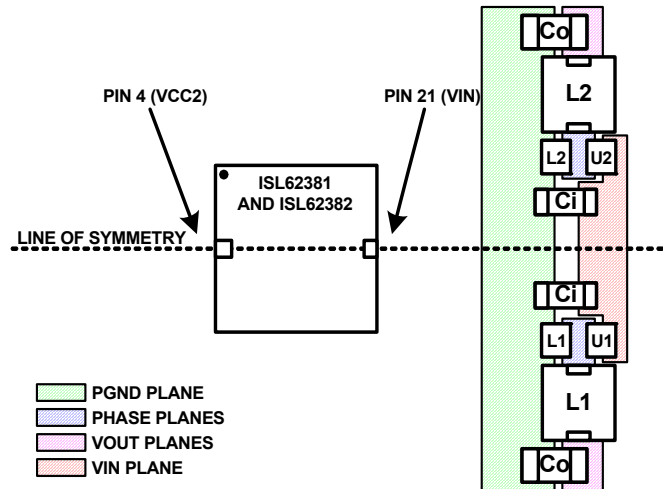 Co
L2
PIN 4 (VCC2)
PIN 21 (VIN)
L2
U2
ISL62381
AND ISL62382
Ci
LINE OF SYMMETRY
Ci
L1
U1
PGND PLANE
L1
PHASE PLANES
VOUT PLANES
VIN PLANE
Co